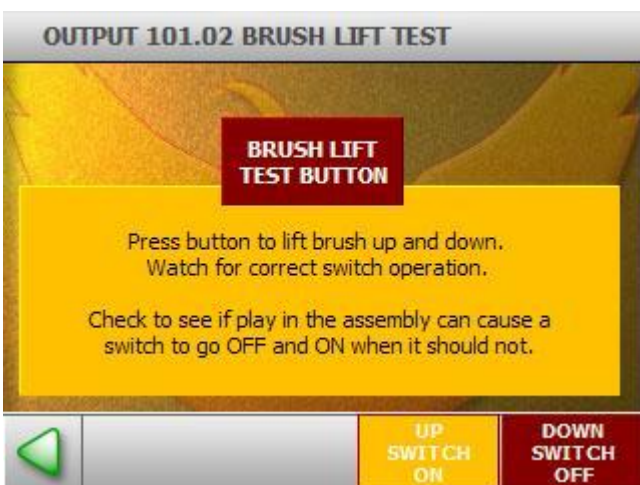 OUTPUT 101.02 BRUSH LIFT TEST
BRUSH LIFT
TEST BUTTON
Press button to lift brush up and down.
Watch for correct switch operation.
Check to see if play in the assembly can cause a
switch to go OFF and ON when it should not.
UP
SWITCH
ON
DOWN
SWITCH
OFF